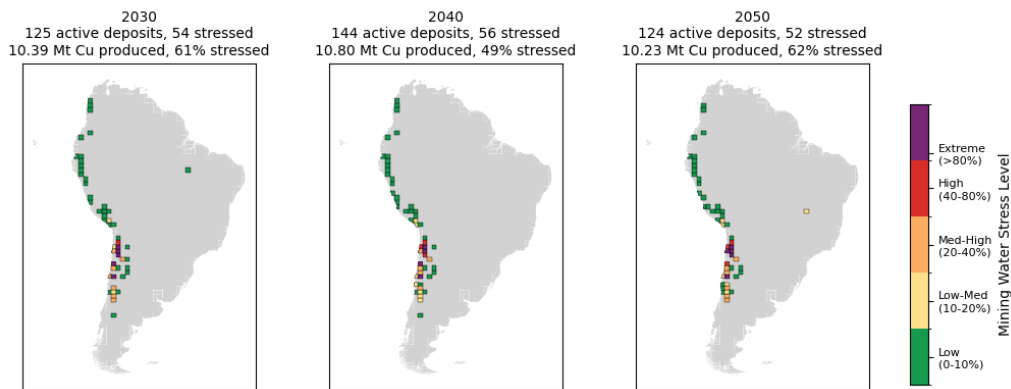 2030
125 active deposits, 54 stressed
10.39 Mt Cu produced, 61% stressed
2040
144 active deposits, 56 stressed
10.80 Mt Cu produced, 49% stressed
2050
124 active deposits, 52 stressed
10.23 Mt Cu produced, 62% stressed
Extreme
(>80%)
High
(40-80%)
Med-High
(20-40%)
Low-Med
(10-20%)
Low
(0-10%)
Mining Water Stress Level